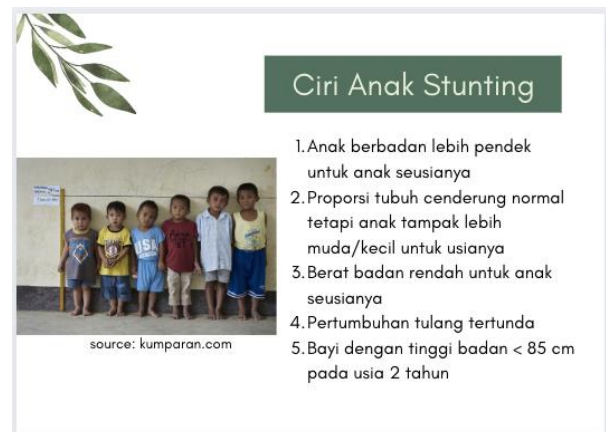 Ciri Anak Stunting
1. Anak berbadan lebih pendek
untuk anak seusianya
2. Proporsi tubuh cenderung normal
tetapi anak tampak lebih
muda/kecil untuk usianya
3. Berat badan rendah untuk anak
seusianya
4. Pertumbuhan tulang tertunda
5. Bayi dengan tinggi badan < 85 cm
pada usia 2 tahun
source: kumparan.com